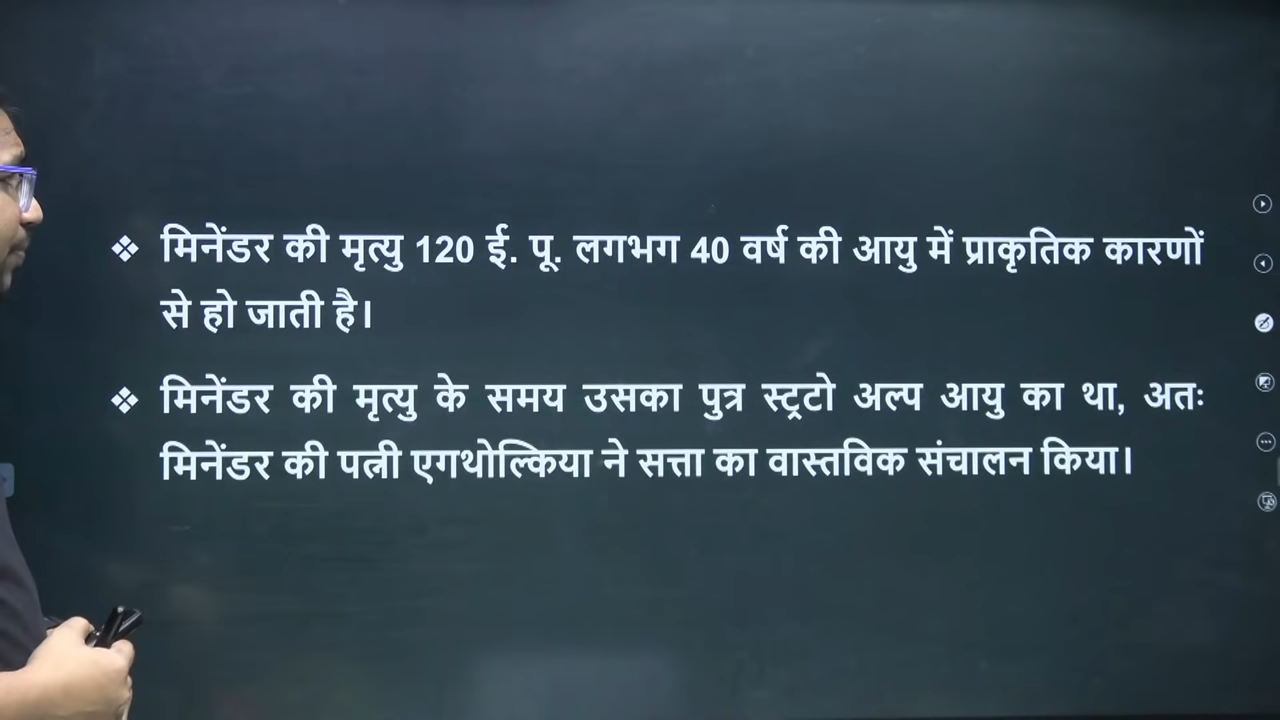 ❖ मिनेंडर की मृत्यु 120 ई. पू. लगभग 40 वर्ष की आयु में प्राकृतिक कारणों
से हो जाती है।
❖ मिनेंडर की मृत्यु के समय उसका पुत्र स्ट्रटो अल्प आयु का था, अतः
मिनेंडर की पत्नी एगथोल्किया ने सत्ता का वास्तविक संचालन किया।